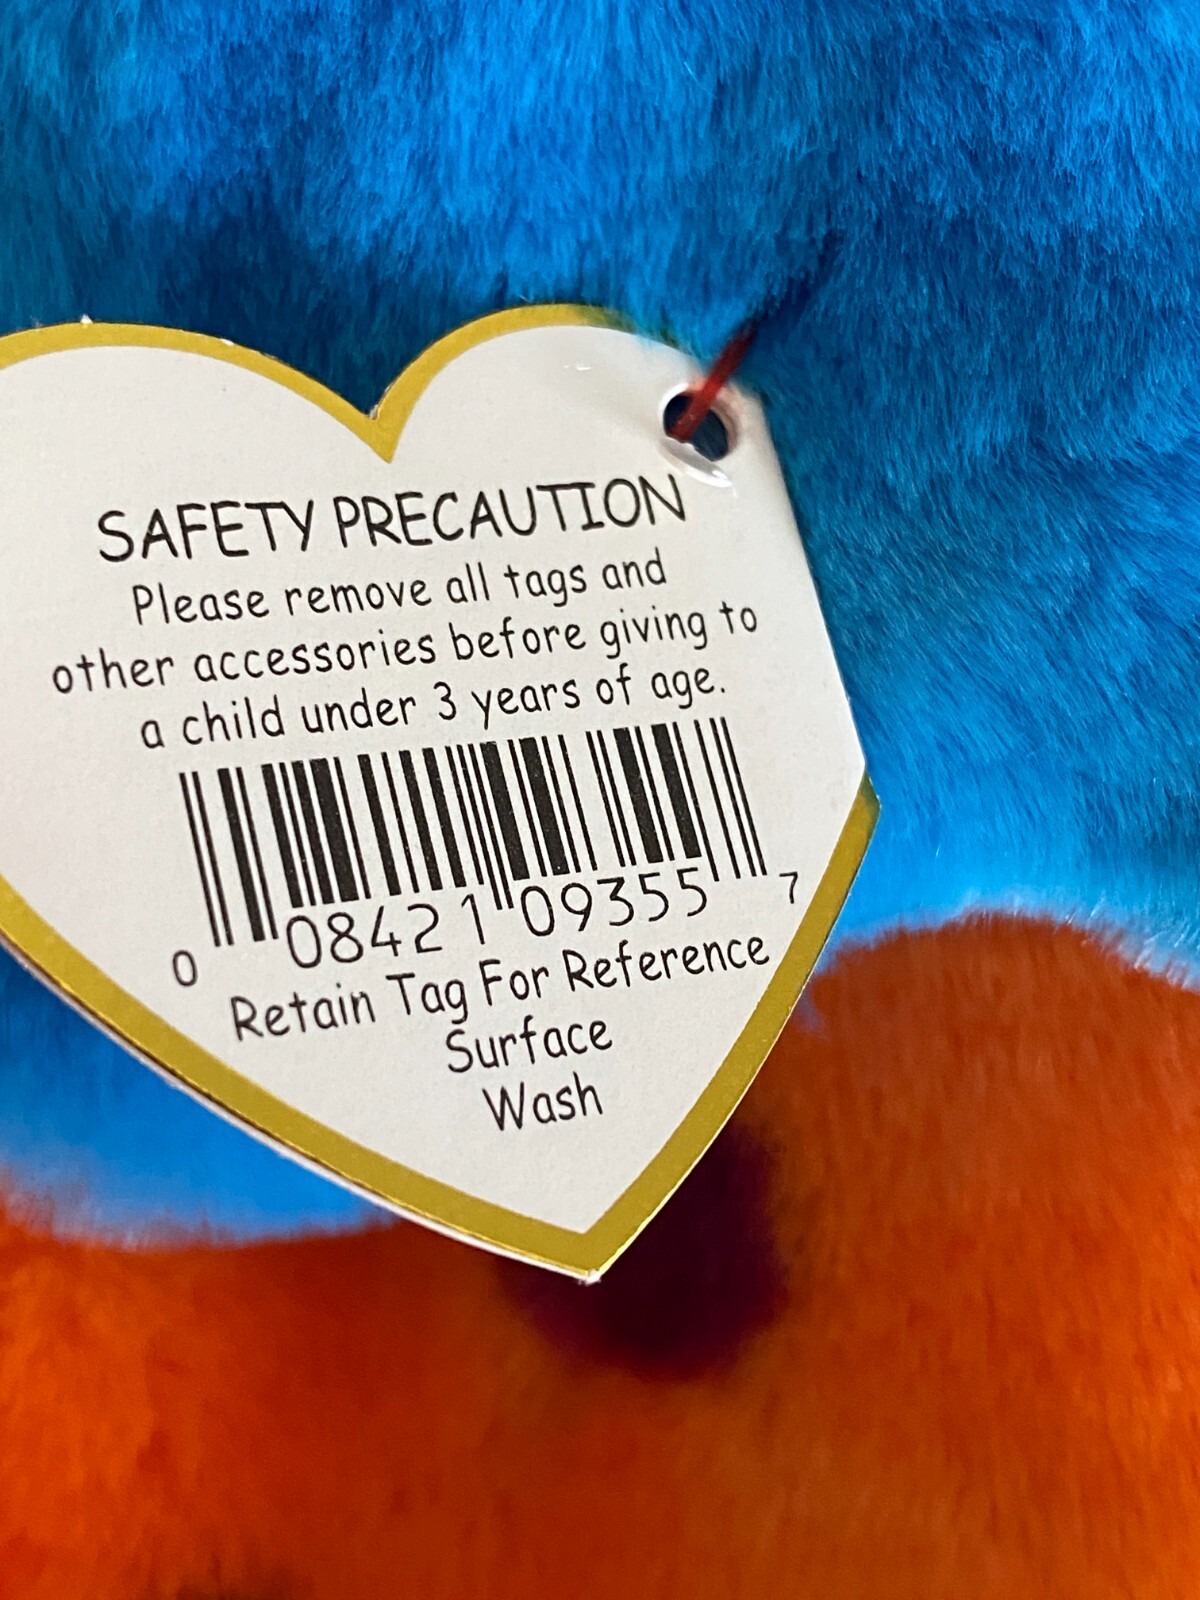 SAFETY PRECAUTION
Please remove all tags and
other accessories before giving to
a child under 3 years of age.
0 08421 09355 7
Retain Tag For Reference
Surface
Wash